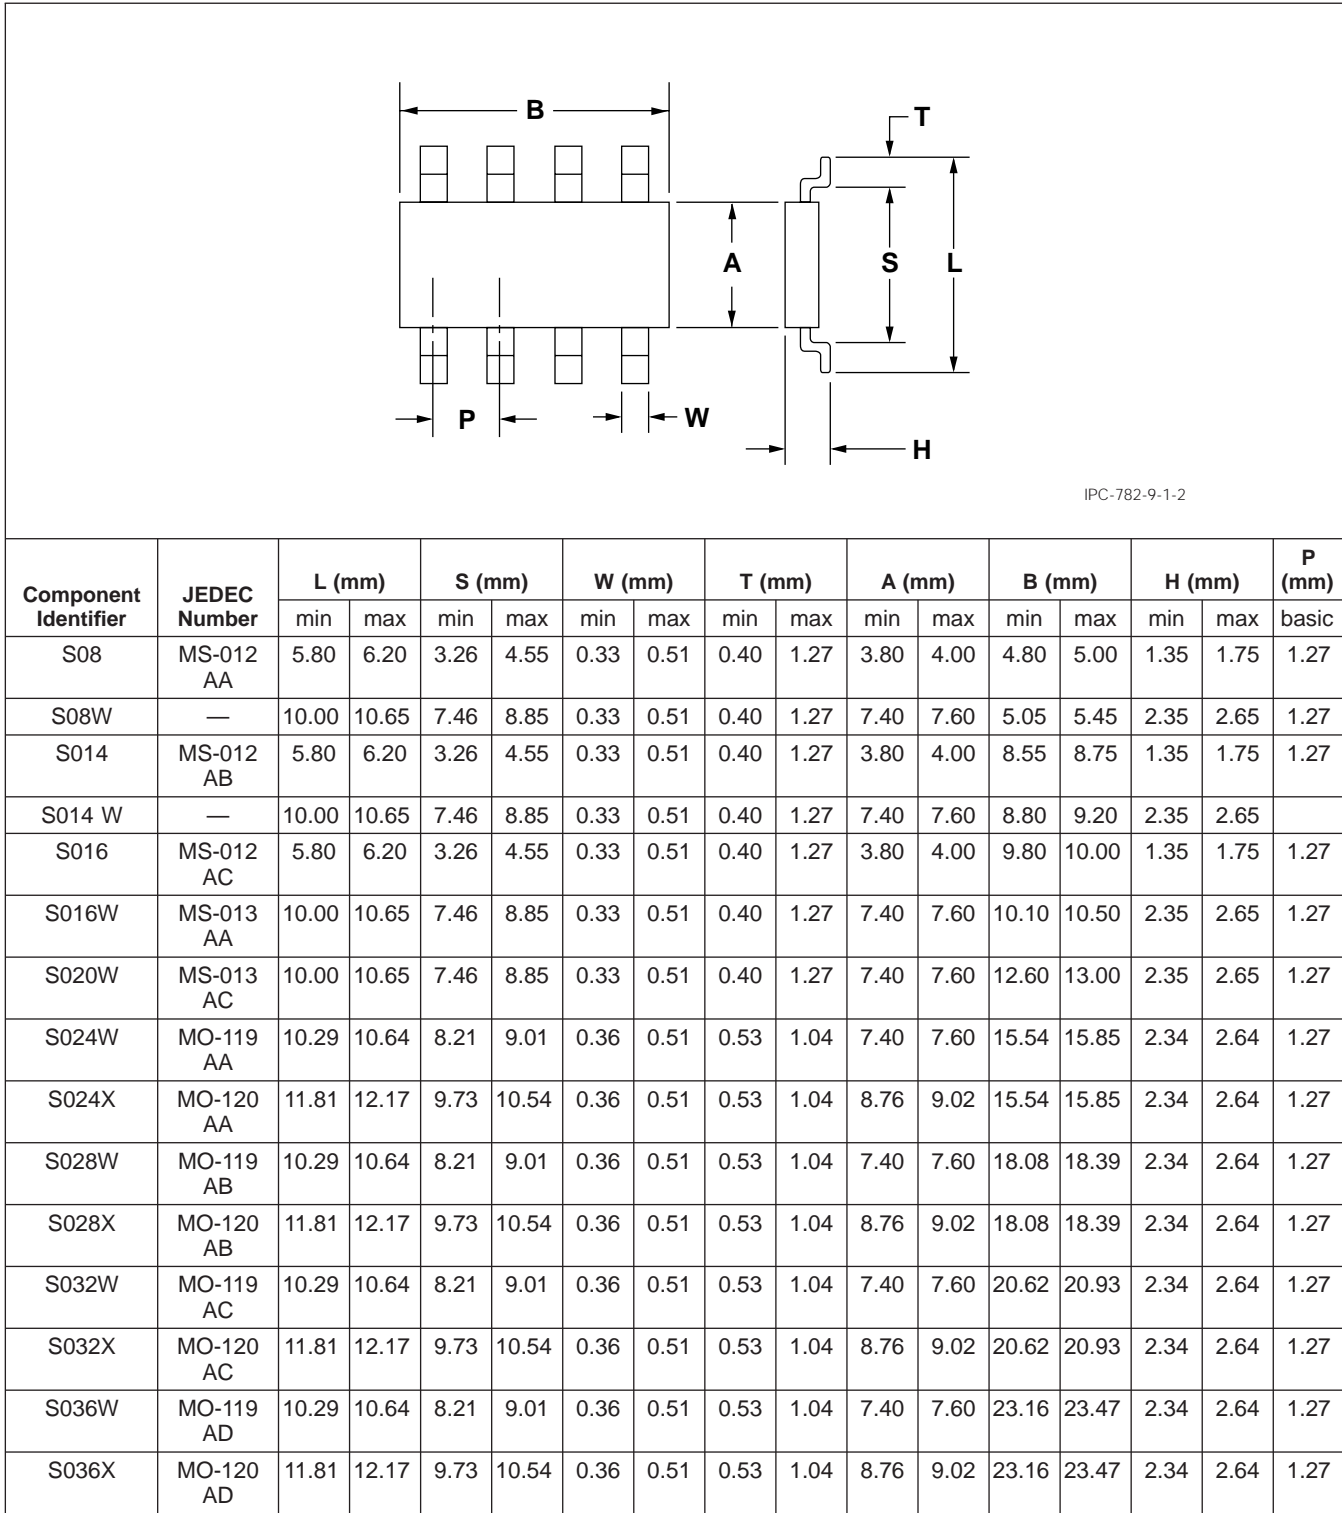 B
T
A
S
L
P
W
H
IPC-782-9-1-2
Component Identifier JEDEC Number L (mm) S (mm) W (mm) T (mm) A (mm) B (mm) H (mm) P (mm)
min max min max min max min max min max min max min max basic
S08 MS-012 AA 5.80 6.20 3.26 4.55 0.33 0.51 0.40 1.27 3.80 4.00 4.80 5.00 1.35 1.75 1.27
S08W — 10.00 10.65 7.46 8.85 0.33 0.51 0.40 1.27 7.40 7.60 5.05 5.45 2.35 2.65 1.27
S014 MS-012 AB 5.80 6.20 3.26 4.55 0.33 0.51 0.40 1.27 3.80 4.00 8.55 8.75 1.35 1.75 1.27
S014 W — 10.00 10.65 7.46 8.85 0.33 0.51 0.40 1.27 7.40 7.60 8.80 9.20 2.35 2.65
S016 MS-012 AC 5.80 6.20 3.26 4.55 0.33 0.51 0.40 1.27 3.80 4.00 9.80 10.00 1.35 1.75 1.27
S016W MS-013 AA 10.00 10.65 7.46 8.85 0.33 0.51 0.40 1.27 7.40 7.60 10.10 10.50 2.35 2.65 1.27
S020W MS-013 AC 10.00 10.65 7.46 8.85 0.33 0.51 0.40 1.27 7.40 7.60 12.60 13.00 2.35 2.65 1.27
S024W MO-119 AA 10.29 10.64 8.21 9.01 0.36 0.51 0.53 1.04 7.40 7.60 15.54 15.85 2.34 2.64 1.27
S024X MO-120 AA 11.81 12.17 9.73 10.54 0.36 0.51 0.53 1.04 8.76 9.02 15.54 15.85 2.34 2.64 1.27
S028W MO-119 AB 10.29 10.64 8.21 9.01 0.36 0.51 0.53 1.04 7.40 7.60 18.08 18.39 2.34 2.64 1.27
S028X MO-120 AB 11.81 12.17 9.73 10.54 0.36 0.51 0.53 1.04 8.76 9.02 18.08 18.39 2.34 2.64 1.27
S032W MO-119 AC 10.29 10.64 8.21 9.01 0.36 0.51 0.53 1.04 7.40 7.60 20.62 20.93 2.34 2.64 1.27
S032X MO-120 AC 11.81 12.17 9.73 10.54 0.36 0.51 0.53 1.04 8.76 9.02 20.62 20.93 2.34 2.64 1.27
S036W MO-119 AD 10.29 10.64 8.21 9.01 0.36 0.51 0.53 1.04 7.40 7.60 23.16 23.47 2.34 2.64 1.27
S036X MO-120 AD 11.81 12.17 9.73 10.54 0.36 0.51 0.53 1.04 8.76 9.02 23.16 23.47 2.34 2.64 1.27